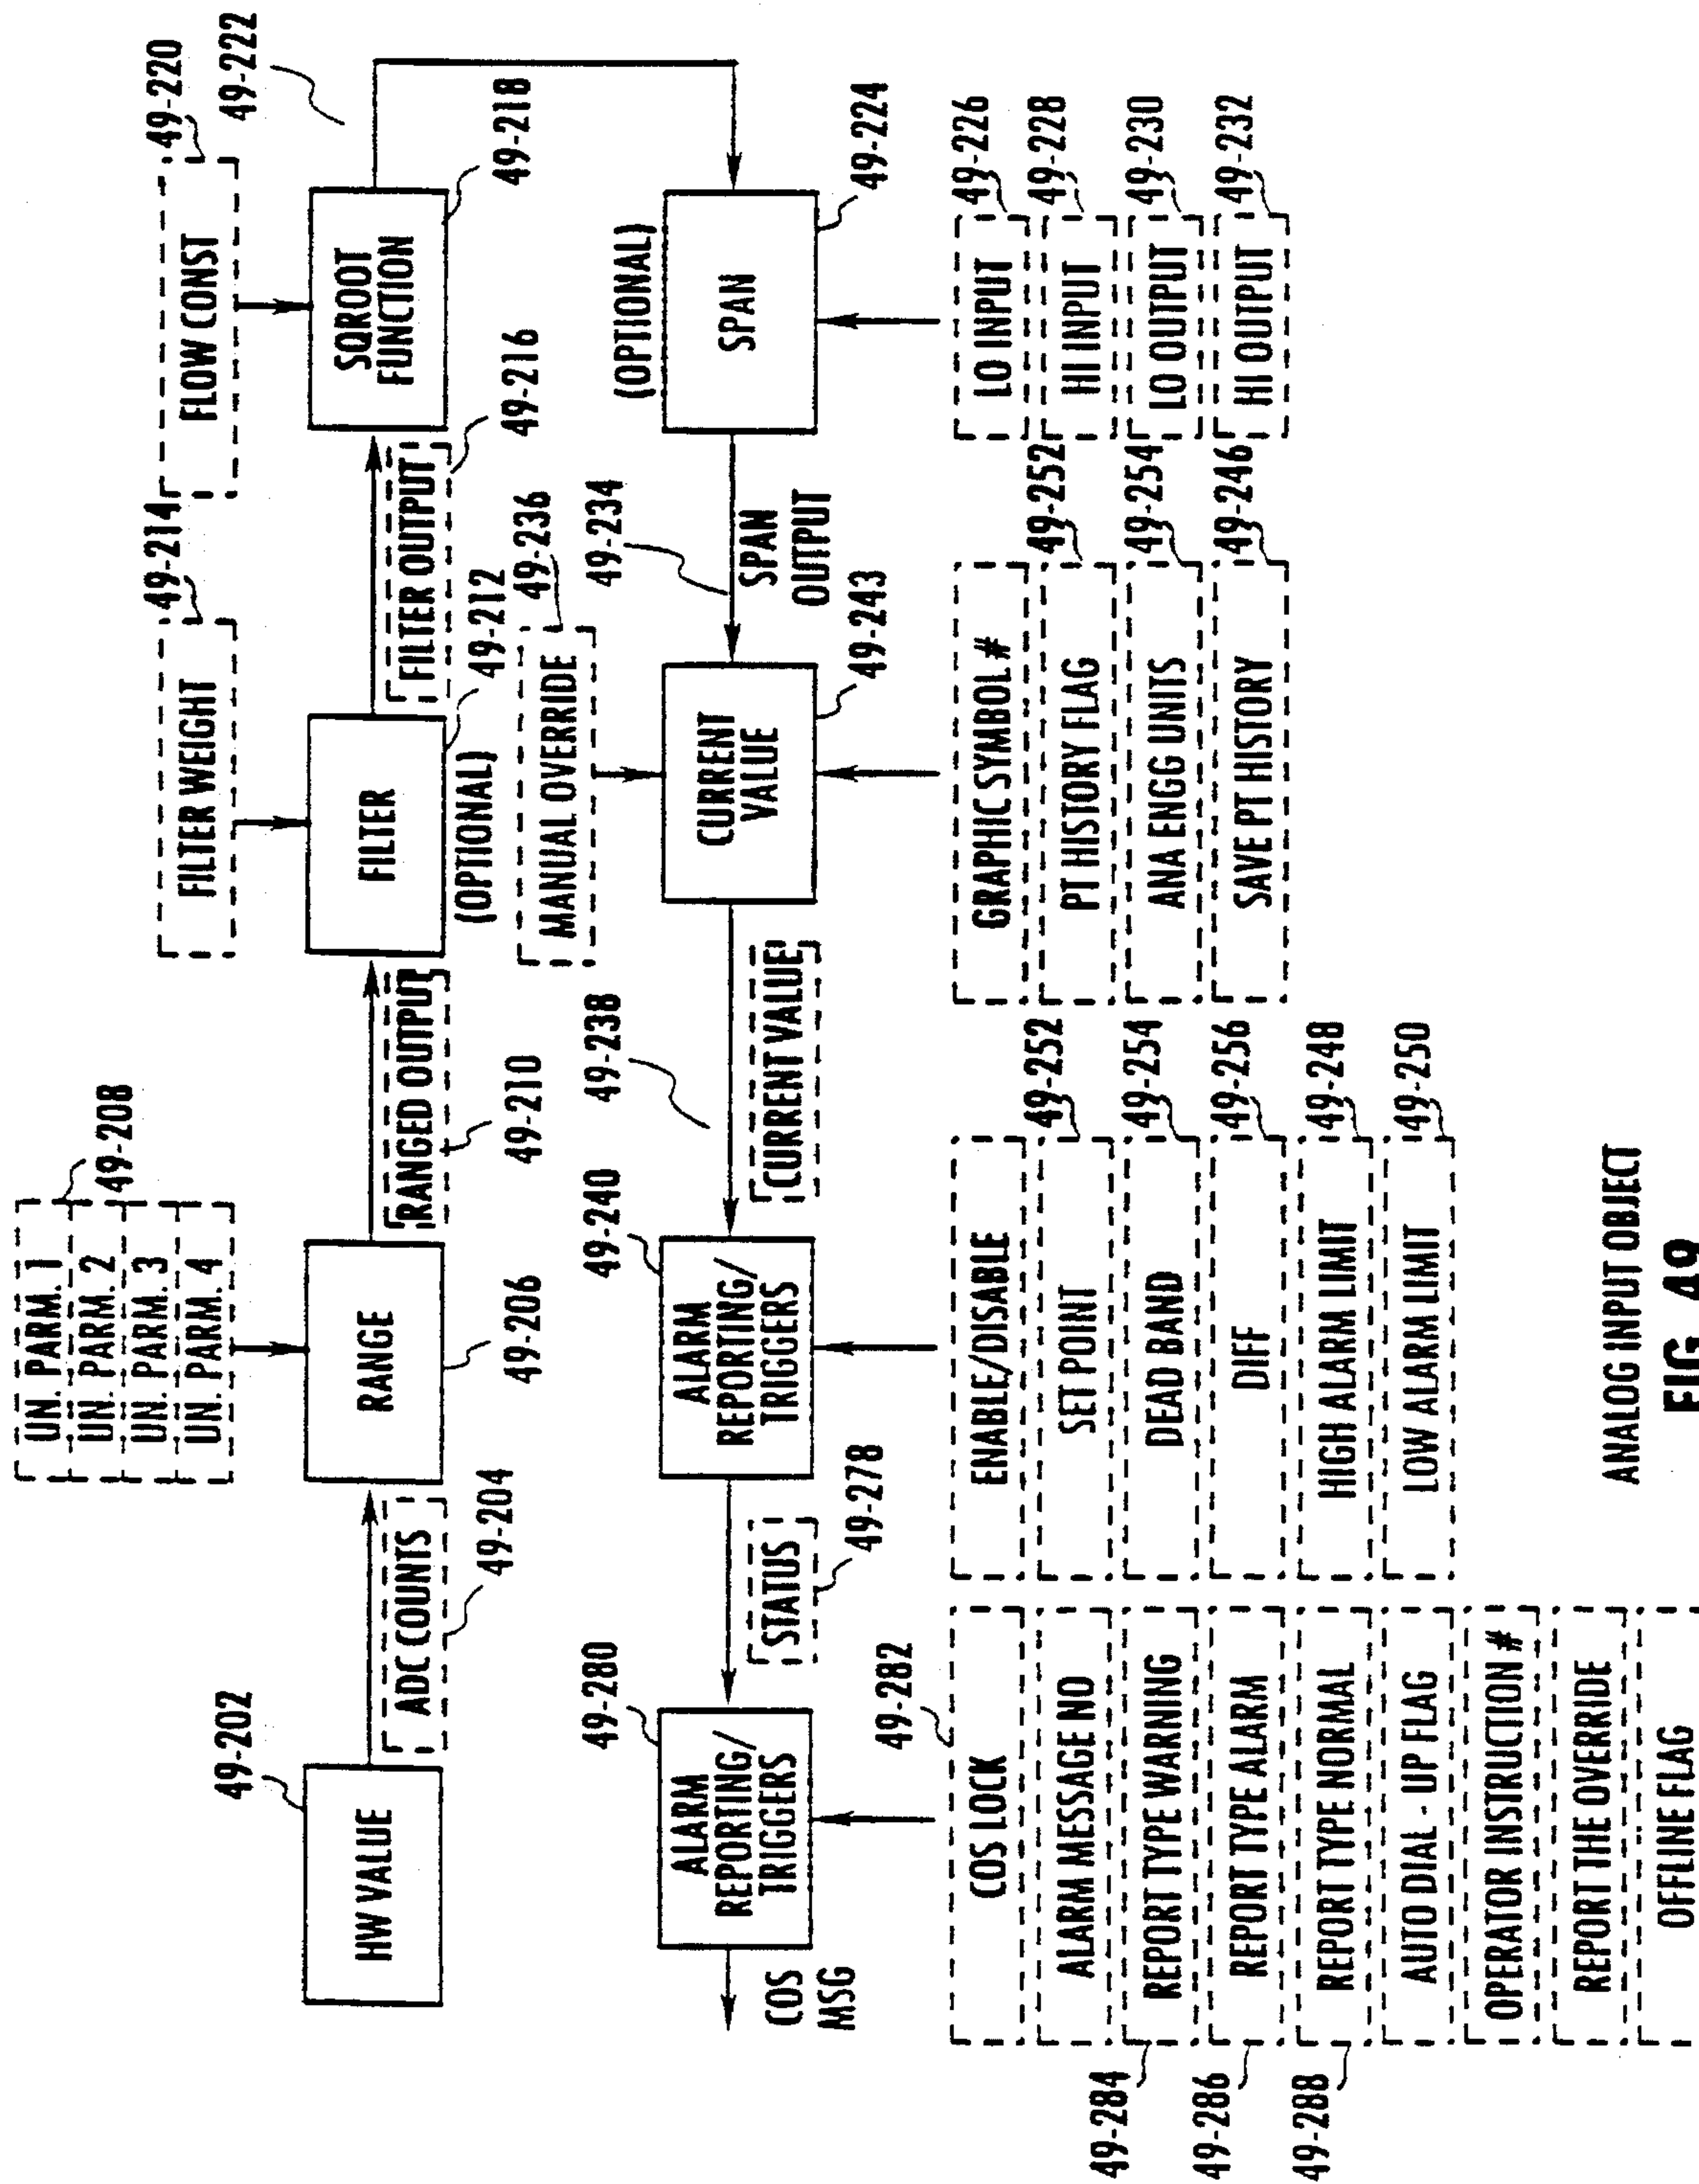 UN. PARM. 1
UN. PARM. 2
UN. PARM. 3
UN. PARM. 4
49-208
FILTER WEIGHT
49-214
FLOW CONST
49-220
49-222
49-202
HW VALUE
ADC COUNTS
49-204
RANGE
49-206
RANGED OUTPUT
49-210
FILTER
(OPTIONAL)
49-212
FILTER OUTPUT
49-216
SQROOT
FUNCTION
49-218
COS
MSG
49-280
ALARM
REPORTING/
TRIGGERS
STATUS
49-278
49-240
ALARM
REPORTING/
TRIGGERS
49-238
CURRENT VALUE
MANUAL OVERRIDE
49-236
CURRENT
VALUE
49-243
49-234
SPAN
OUTPUT
(OPTIONAL)
SPAN
49-224
49-282
COS LOCK
ALARM MESSAGE NO
49-284
REPORT TYPE WARNING
49-286
REPORT TYPE ALARM
49-288
REPORT TYPE NORMAL
AUTO DIAL - UP FLAG
OPERATOR INSTRUCTION #
REPORT THE OVERRIDE
OFFLINE FLAG
ENABLE/DISABLE
SET POINT
49-252
DEAD BAND
49-254
DIFF
49-256
HIGH ALARM LIMIT
49-248
LOW ALARM LIMIT
49-250
GRAPHIC SYMBOL #
PT HISTORY FLAG
49-252
ANA ENGG UNITS
49-254
SAVE PT HISTORY
49-246
LO INPUT
49-226
HI INPUT
49-228
LO OUTPUT
49-230
HI OUTPUT
49-232
ANALOG INPUT OBJECT
FIG. 49